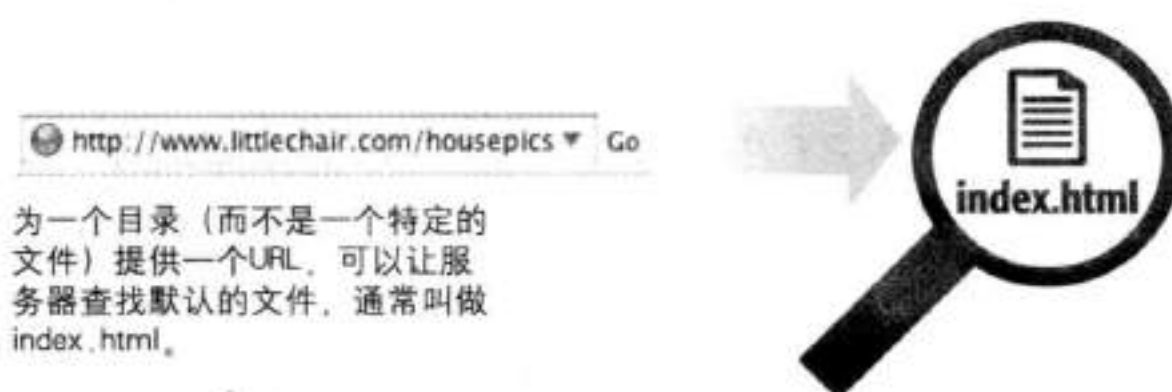 http://www.littlechair.com/housepics Go
为一个目录（而不是一个特定的
文件）提供一个URL，可以让服
务器查找默认的文件，通常叫做
index.html。
index.html